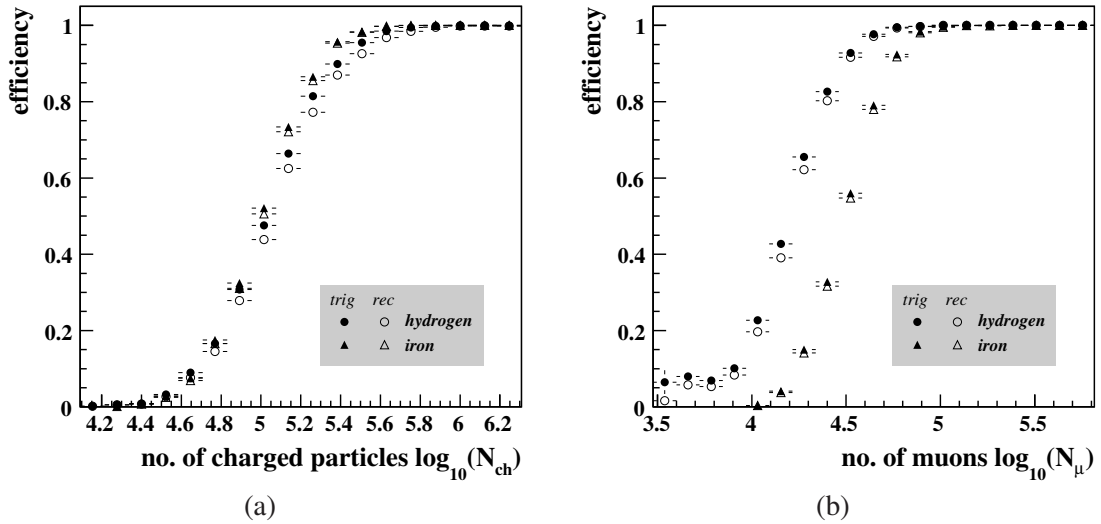 efficiency
1
0.8
0.6
0.4
0.2
0
4.2 4.4 4.6 4.8 5 5.2 5.4 5.6 5.8 6 6.2
no. of charged particles log10(Nch)
trig rec
hydrogen
iron
(a)
efficiency
1
0.8
0.6
0.4
0.2
0
3.5 4 4.5 5 5.5
no. of muons log10(Nμ)
trig rec
hydrogen
iron
(b)